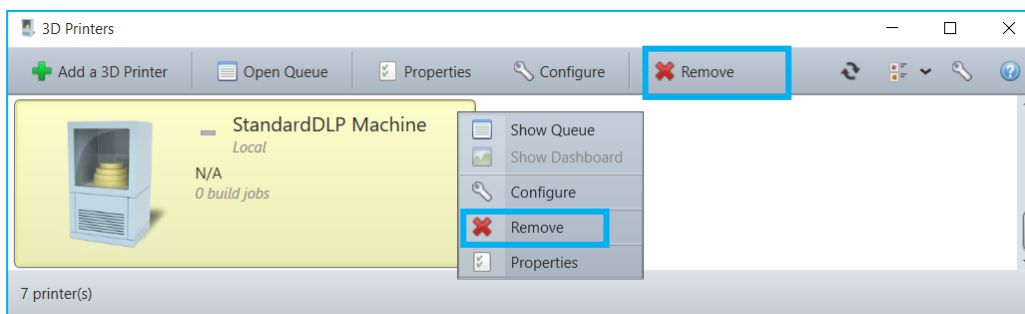 3D Printers
Add a 3D Printer Open Queue Properties Configure Remove
StandardDLP Machine
Local
N/A
0 build jobs
Show Queue
Show Dashboard
Configure
Remove
Properties
7 printer(s)